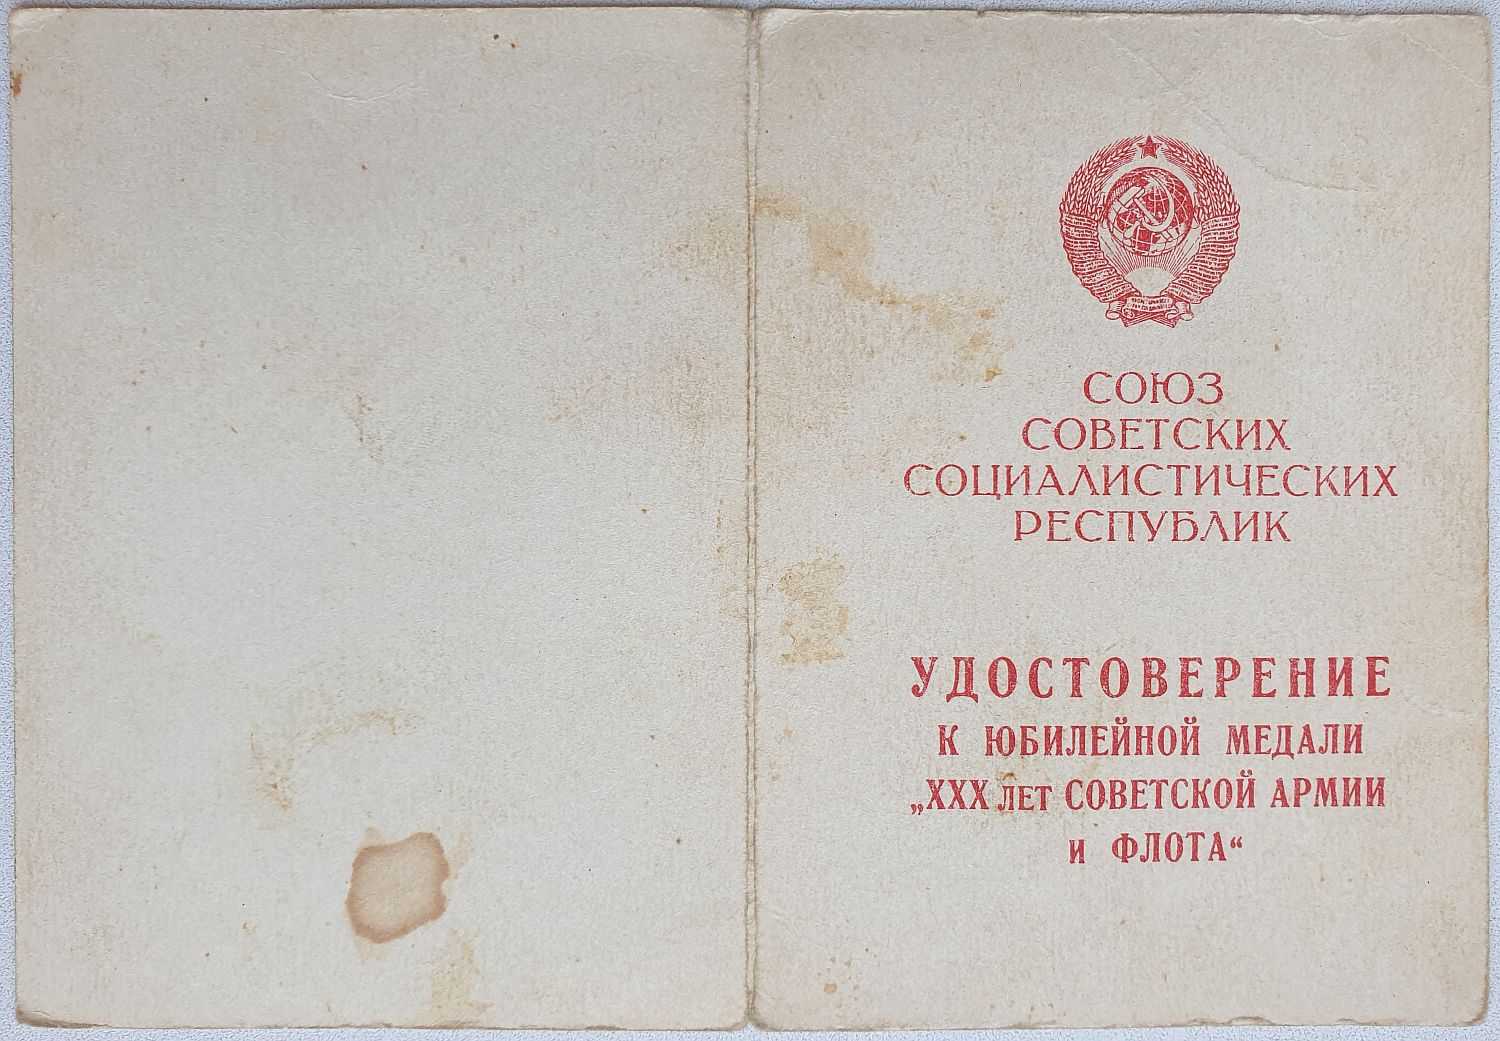 СОЮЗ
СОВЕТСКИХ
СОЦИАЛИСТИЧЕСКИХ
РЕСПУБЛИК
УДОСТОВЕРЕНИЕ
К ЮБИЛЕЙНОЙ МЕДАЛИ
„XXX ЛЕТ СОВЕТСКОЙ АРМИИ
И ФЛОТА“